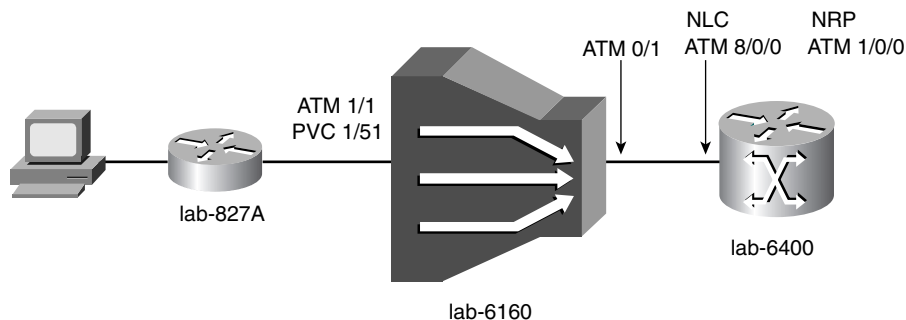 NLC
ATM 8/0/0
NRP
ATM 1/0/0
ATM 0/1
ATM 1/1
PVC 1/51
lab-827A
lab-6400
lab-6160